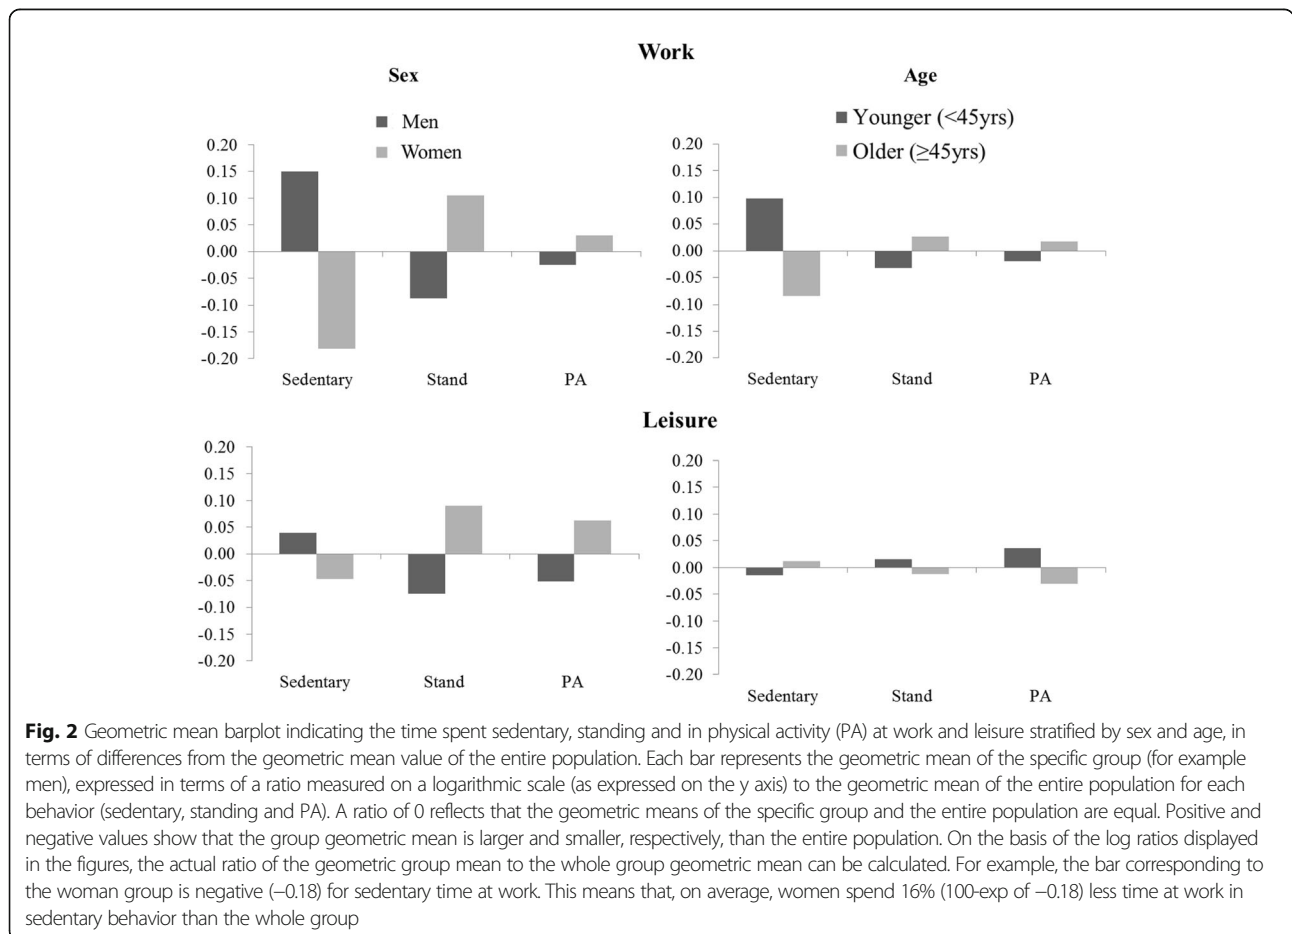 Work
Sex
Men
Women
0.20
0.15
0.10
0.05
0.00
-0.05
-0.10
-0.15
-0.20
Sedentary Stand PA
Age
Younger (<45yrs)
Older (≥45yrs)
0.20
0.15
0.10
0.05
0.00
-0.05
-0.10
-0.15
-0.20
Sedentary Stand PA
Leisure
0.20
0.15
0.10
0.05
0.00
-0.05
-0.10
-0.15
-0.20
Sedentary Stand PA
0.20
0.15
0.10
0.05
0.00
-0.05
-0.10
-0.15
-0.20
Sedentary Stand PA
Fig. 2 Geometric mean barplot indicating the time spent sedentary, standing and in physical activity (PA) at work and leisure stratified by sex and age, in
terms of differences from the geometric mean value of the entire population. Each bar represents the geometric mean of the specific group (for example
men), expressed in terms of a ratio measured on a logarithmic scale (as expressed on the y axis) to the geometric mean of the entire population for each
behavior (sedentary, standing and PA). A ratio of 0 reflects that the geometric means of the specific group and the entire population are equal. Positive and
negative values show that the group geometric mean is larger and smaller, respectively, than the entire population. On the basis of the log ratios displayed
in the figures, the actual ratio of the geometric group mean to the whole group geometric mean can be calculated. For example, the bar corresponding to
the woman group is negative (−0.18) for sedentary time at work. This means that, on average, women spend 16% (100-exp of −0.18) less time at work in
sedentary behavior than the whole group